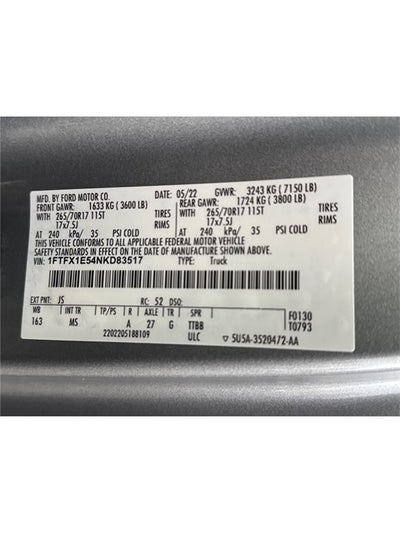 MFD. BY FORD MOTOR CO. DATE: 05/22 GVWR: 3243 KG ( 7150 LB)
FRONT GAWR: 1633 KG (3600 LB) REAR GAWR: 1724 KG (3800 LB)
WITH 265/70R17 115T TIRES WITH 265/70R17 115T TIRES
17x7.5J RIMS 17x7.5J RIMS
AT 240 kPa/ 35 PSI COLD AT 240 kPa/ 35 PSI COLD
THIS VEHICLE CONFORMS TO ALL APPLICABLE FEDERAL MOTOR VEHICLE
SAFETY STANDARDS IN EFFECT ON THE DATE OF MANUFACTURE SHOWN ABOVE.
VIN: 1FTFX1E54NKD83517 TYPE: Truck
EXT PNT: JS RC: 52 DSO:
WB INT TR TP/PS R AXLE TR SPR F0130
163 MS A 27 G TTBB T0793
2202205188109 ULC ▽ 5U5A-3520472-AA